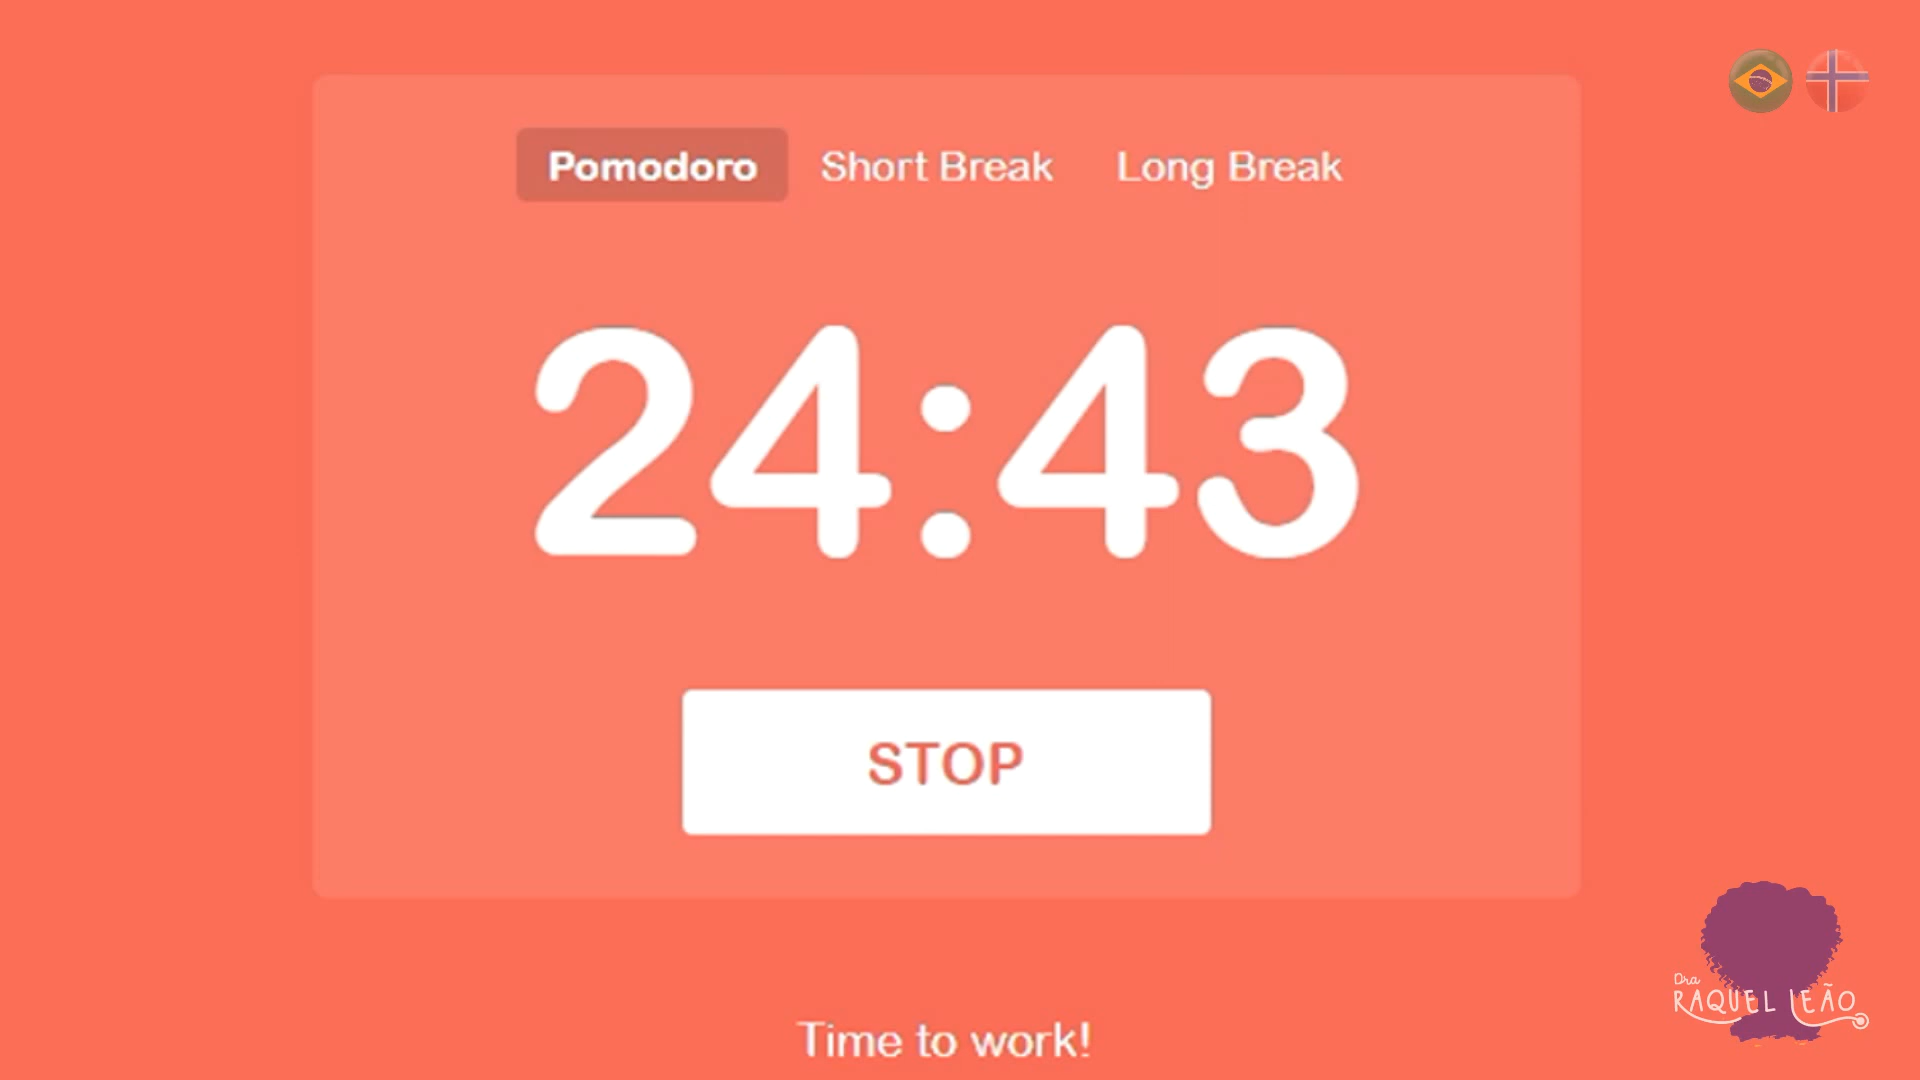 Pomodoro Short Break Long Break
24:43
STOP
Time to work!
Dra
RAQUEL LEÃO